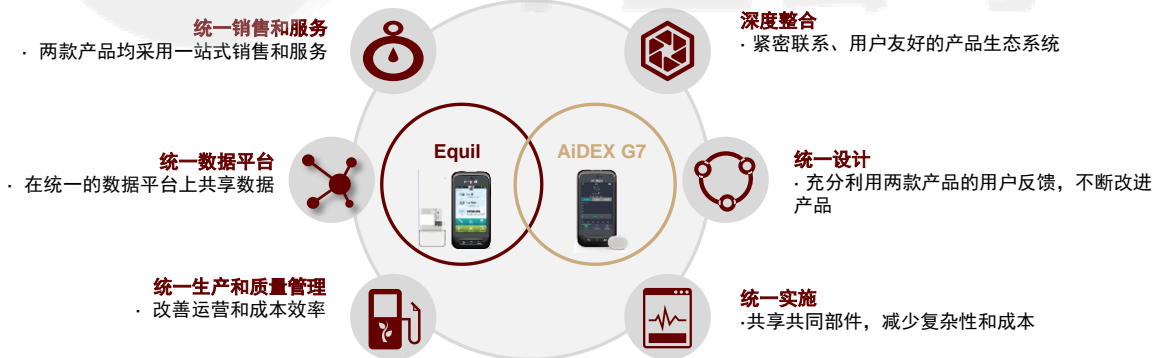 统一销售和服务
· 两款产品均采用一站式销售和服务
深度整合
· 紧密联系、用户友好的产品生态系统
Equil
AiDEX G7
统一数据平台
· 在统一的数据平台上共享数据
统一设计
· 充分利用两款产品的用户反馈，不断改进
产品
统一生产和质量管理
· 改善运营和成本效率
统一实施
·共享共同部件，减少复杂性和成本